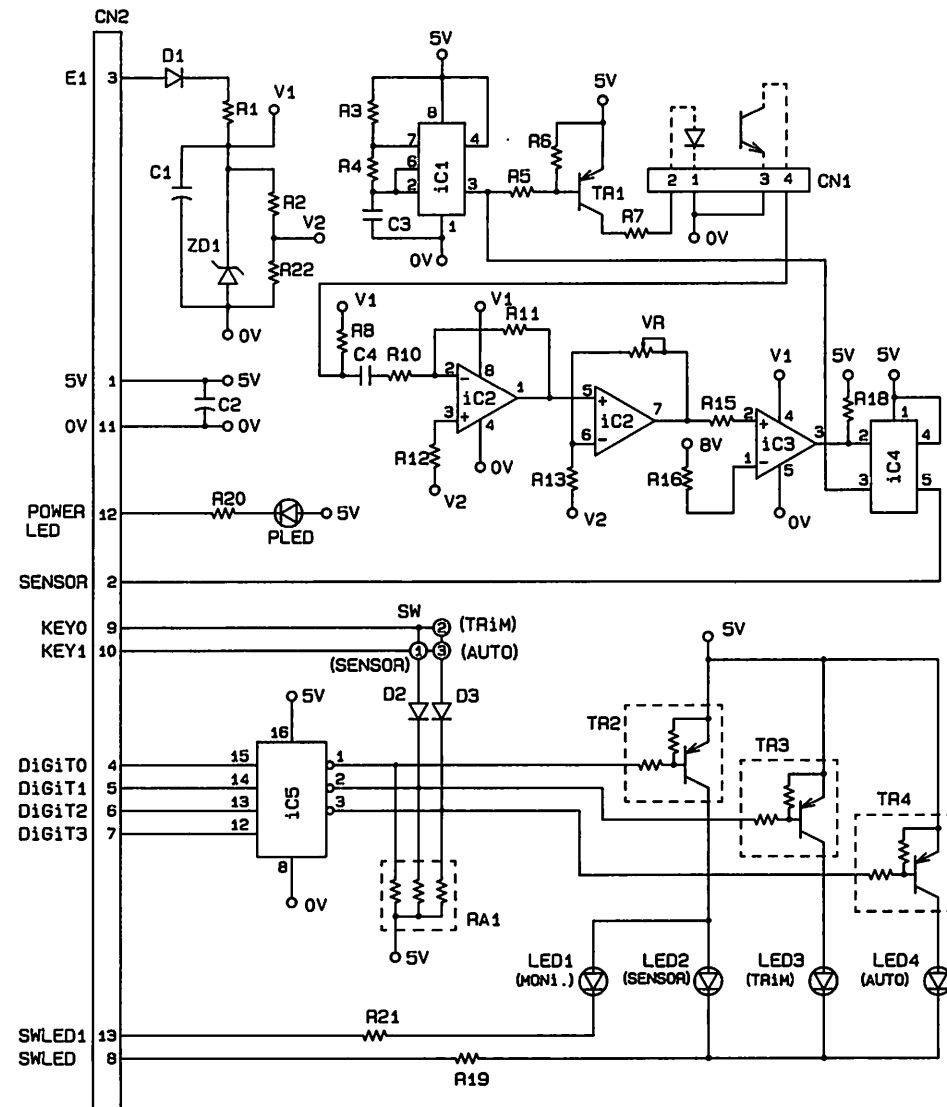 CN2
E1 3
D1
R1
V1
C1
R2
V2
ZD1
R22
0V
5V
R3
R4
8
7
6
2
4
3
1
iC1
C3
0V
5V
R6
R5
TR1
R7
2 1 3 4
CN1
0V
V1
R8
C4
R10
V1
R11
2
8
1
3
4
iC2
R12
V2
0V
VR
5
6
7
iC2
R13
V2
R15
8V
R16
V1
2
4
3
1
5
iC3
0V
5V
R18
5V
1
2
3
4
5
iC4
5V 1
5V
C2
0V 11
0V
POWER LED 12
R20
PLED
5V
SENSOR 2
KEY0 9
KEY1 10
SW
2 (TRiM)
1 3 (AUTO)
(SENSOR)
D2
D3
5V
16
DiGiT0 4
DiGiT1 5
DiGiT2 6
DiGiT3 7
15
14
13
12
1
2
3
8
iC5
0V
RA1
5V
5V
TR2
TR3
TR4
LED1
(MONi.)
LED2
(SENSOR)
LED3
(TRiM)
LED4
(AUTO)
SWLED1 13
R21
SWLED 8
R19